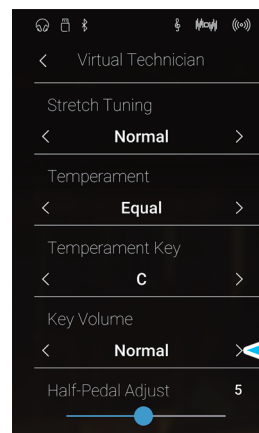 Virtual Technician
Stretch Tuning
Normal
Temperament
Equal
Temperament Key
C
Key Volume
Normal
Half-Pedal Adjust 5